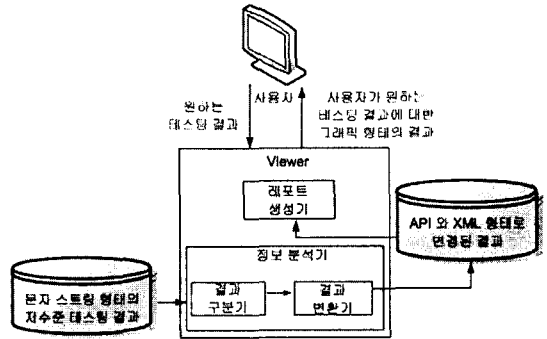 원하는
테스팅 결과
사용자
사용자가 원하는
테스팅 결과에 대한
그래픽 형태의 결과
Viewer
레포트
생성기
API 와 XML 형태로
변경된 결과
정보 분석기
결과
구분기
결과
변환기
문자 스트링 형태의
저수준 테스팅 결과